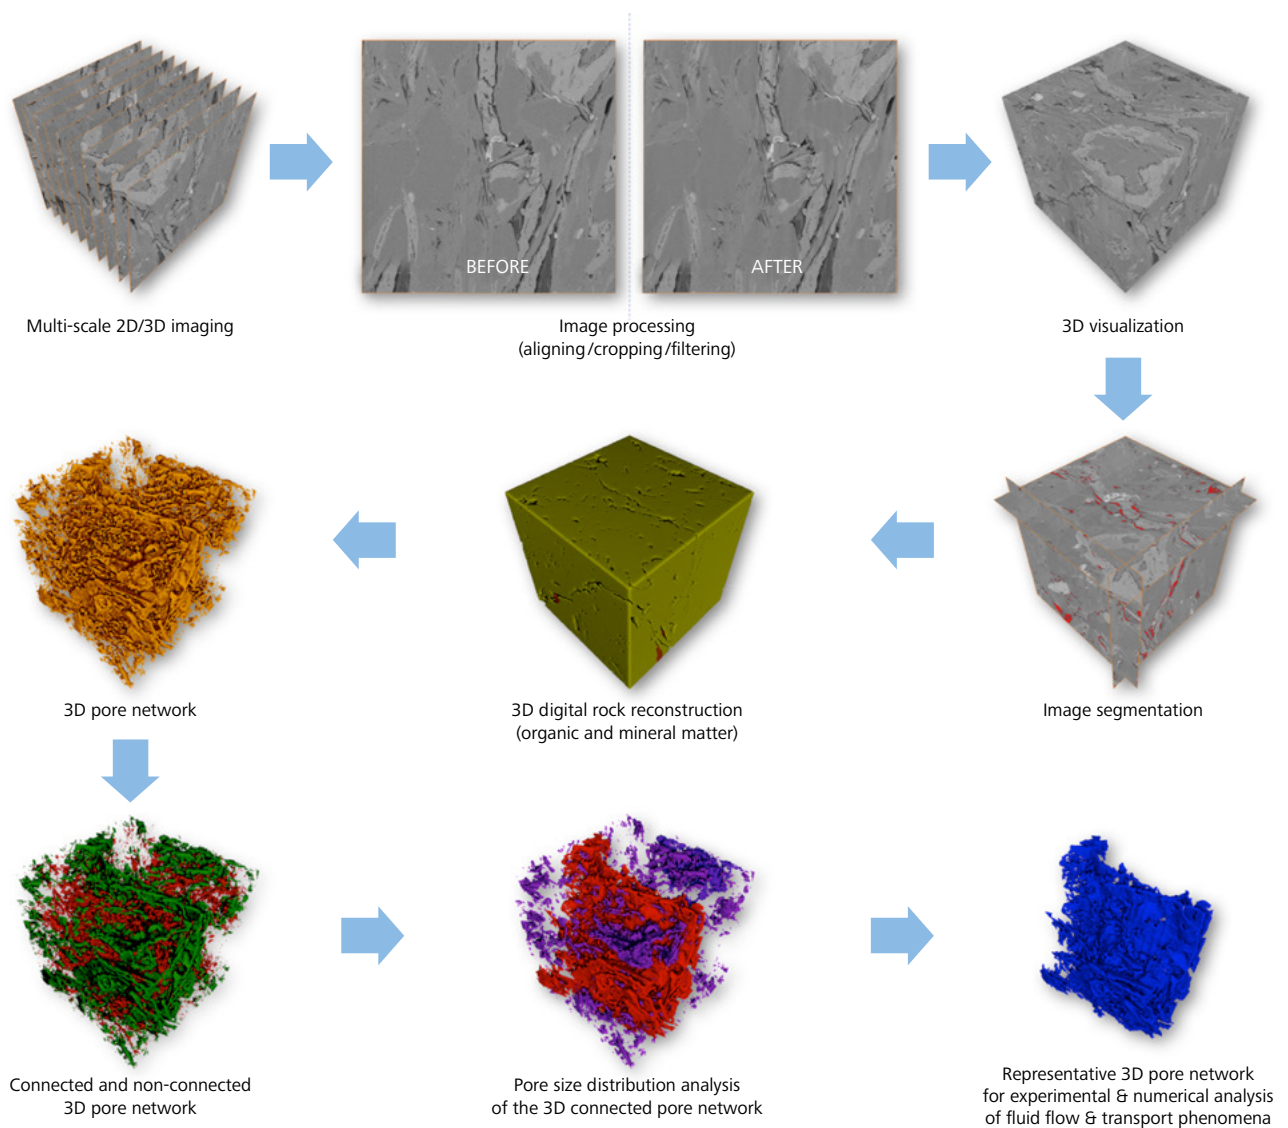 BEFORE
AFTER
Multi-scale 2D/3D imaging
Image processing
(aligning/cropping/filtering)
3D visualization
3D pore network
3D digital rock reconstruction
(organic and mineral matter)
Image segmentation
Connected and non-connected
3D pore network
Pore size distribution analysis
of the 3D connected pore network
Representative 3D pore network
for experimental & numerical analysis
of fluid flow & transport phenomena